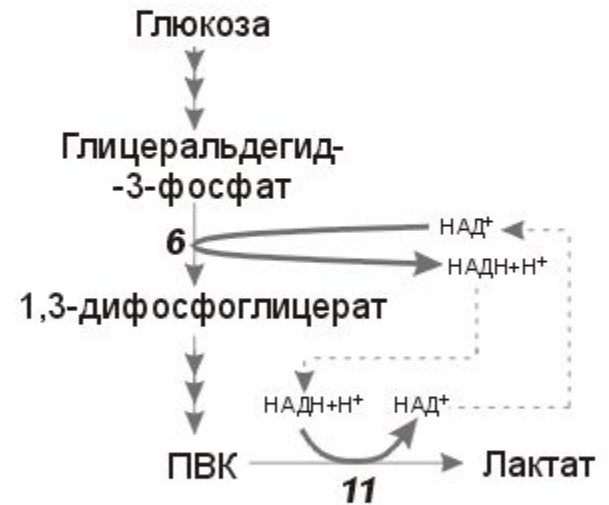 Глюкоза
Глицеральдегид-
-3-фосфат
6
НАД⁺
НАДН+Н⁺
1,3-дифосфоглицерат
НАДН+Н⁺ НАД⁺
ПВК
Лактат
11